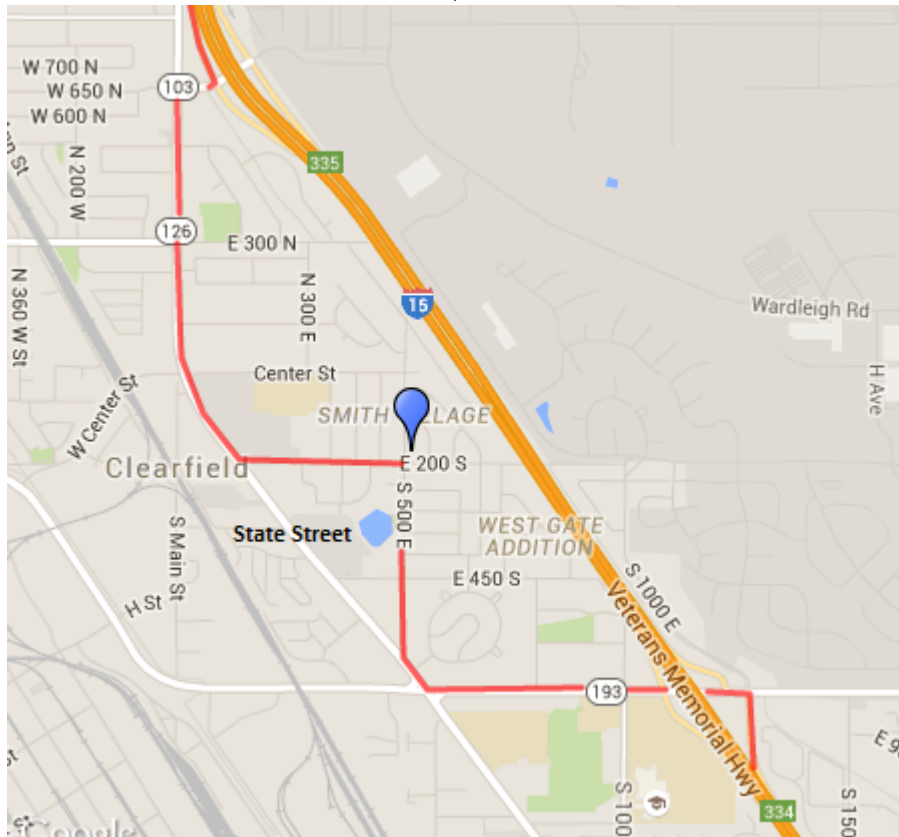 W 700 N
103
W 650 N
W 600 N
335
N 200 W
126
E 300 N
N 360 W St
N 300 E
15
Wardleigh Rd
H Ave
Center St
W Center St
SMITH
Clearfield
E 200 S
S 500 E
State Street
WEST GATE
ADDITION
S Main St
E 450 S
S 1000 E
H St
Veterans Memorial Hwy
193
334
Google